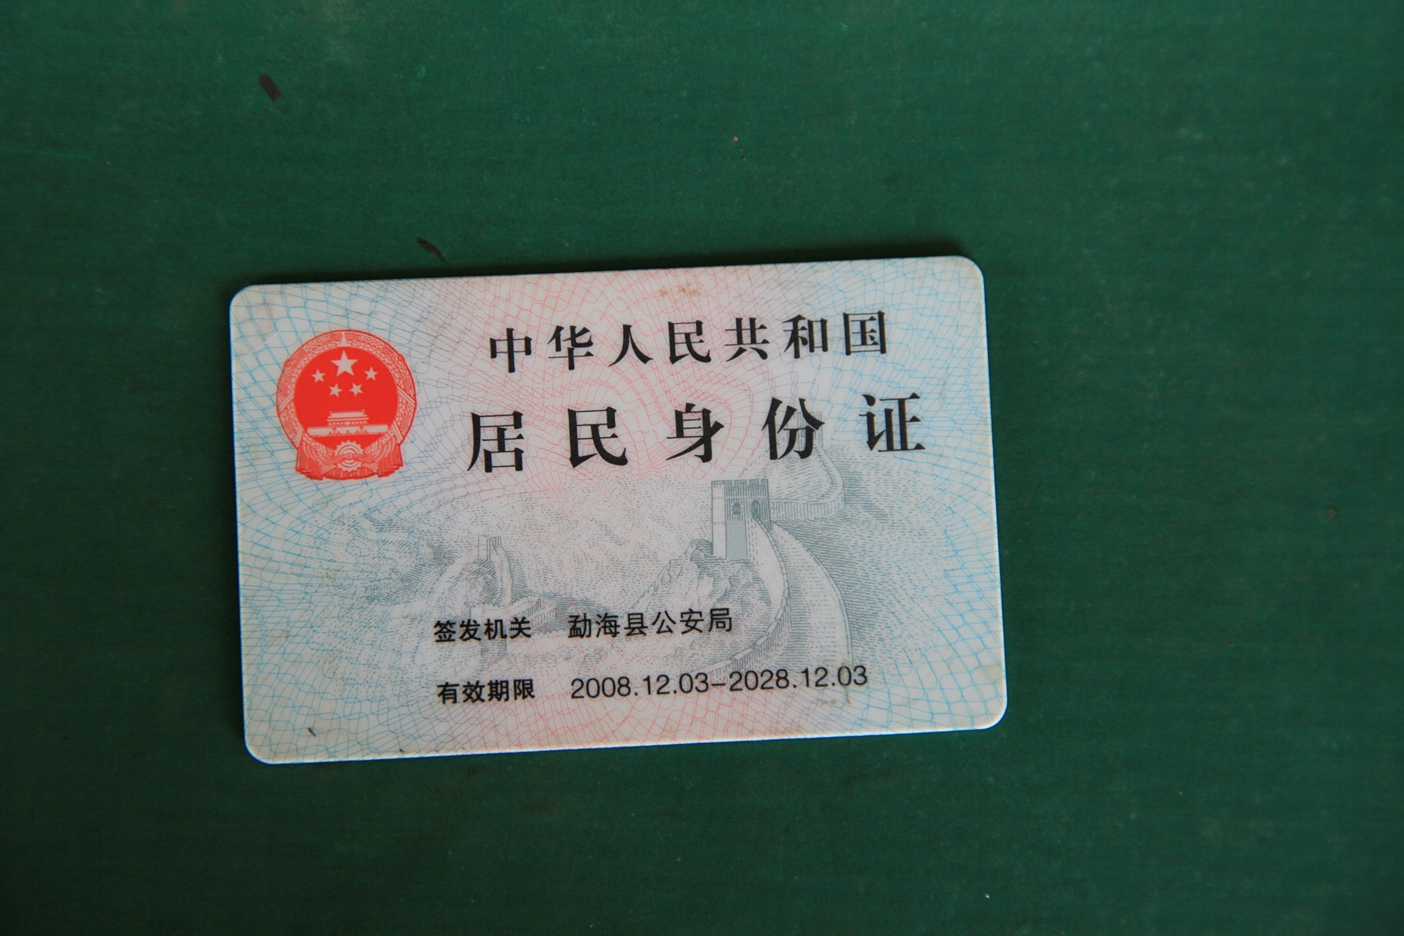 中华人民共和国
居民身份证
签发机关 勐海县公安局
有效期限 2008.12.03-2028.12.03